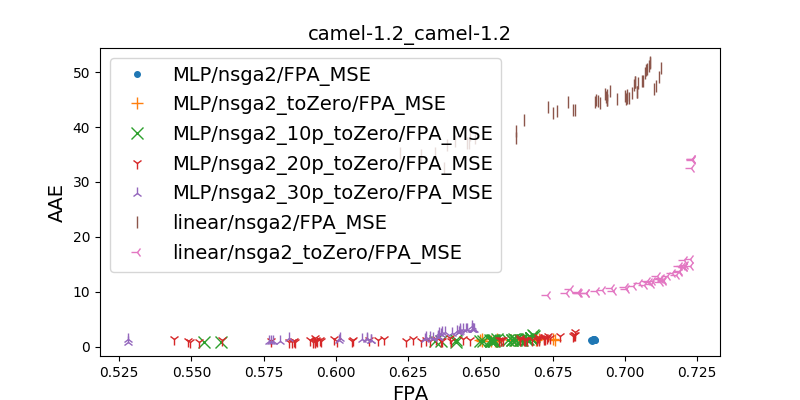 camel-1.2_camel-1.2
MLP/nsga2/FPA_MSE
MLP/nsga2_toZero/FPA_MSE
MLP/nsga2_10p_toZero/FPA_MSE
MLP/nsga2_20p_toZero/FPA_MSE
MLP/nsga2_30p_toZero/FPA_MSE
linear/nsga2/FPA_MSE
linear/nsga2_toZero/FPA_MSE
AAE
50
40
30
20
10
0
0.525 0.550 0.575 0.600 0.625 0.650 0.675 0.700 0.725
FPA